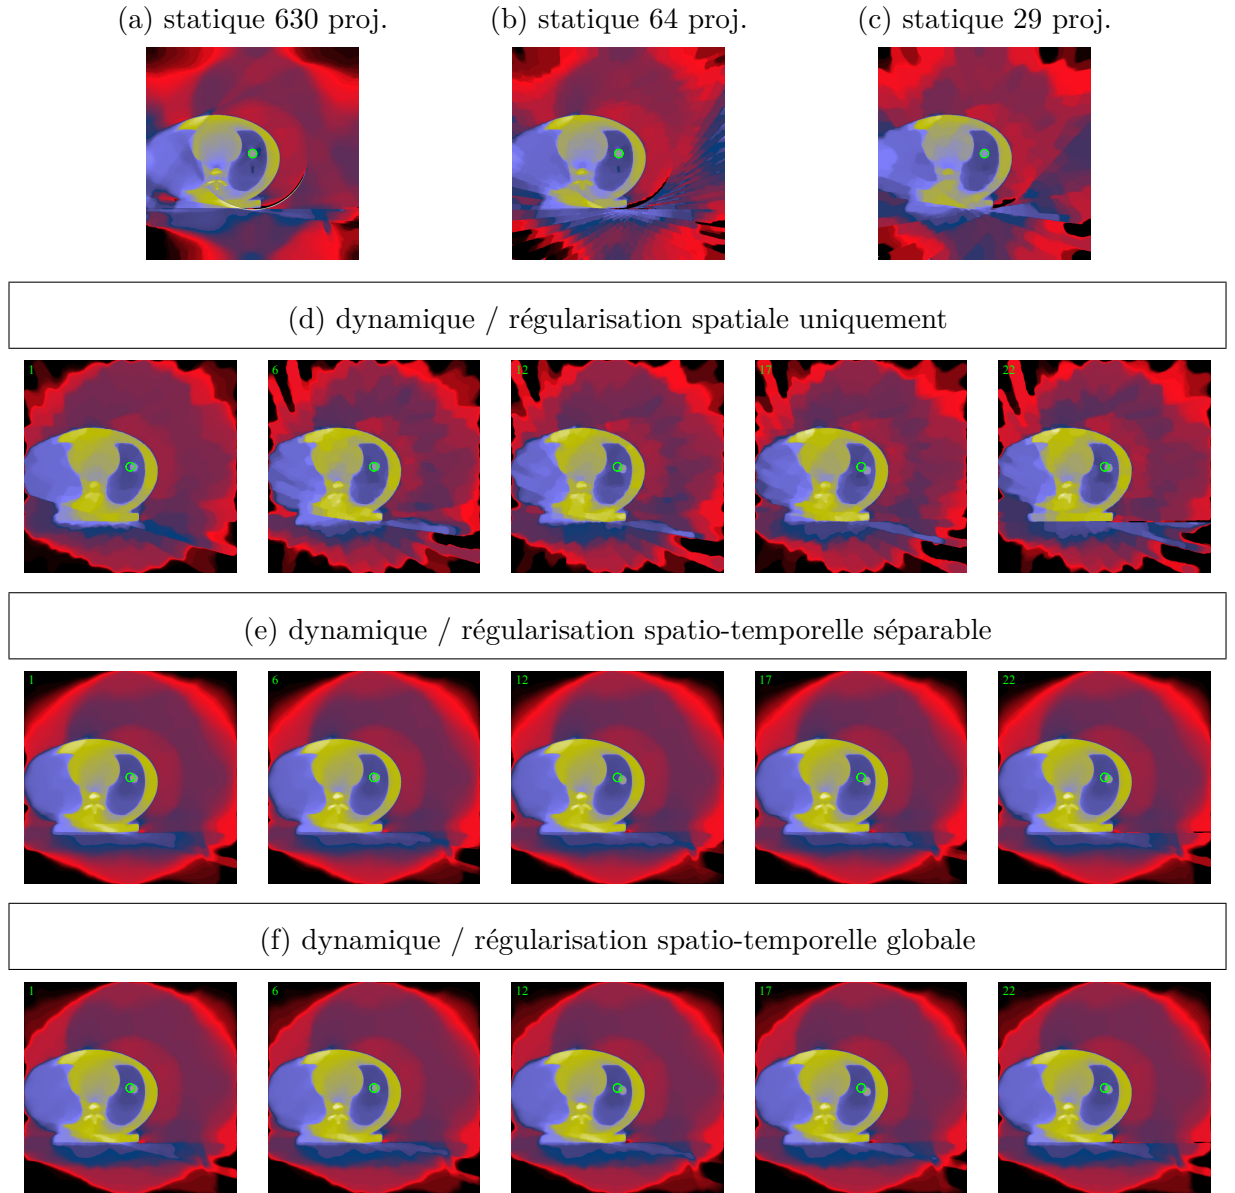 (a) statique 630 proj.
(b) statique 64 proj.
(c) statique 29 proj.
(d) dynamique / régularisation spatiale uniquement
1
6
12
17
22
(e) dynamique / régularisation spatio-temporelle séparable
1
6
12
17
22
(f) dynamique / régularisation spatio-temporelle globale
1
6
12
17
22